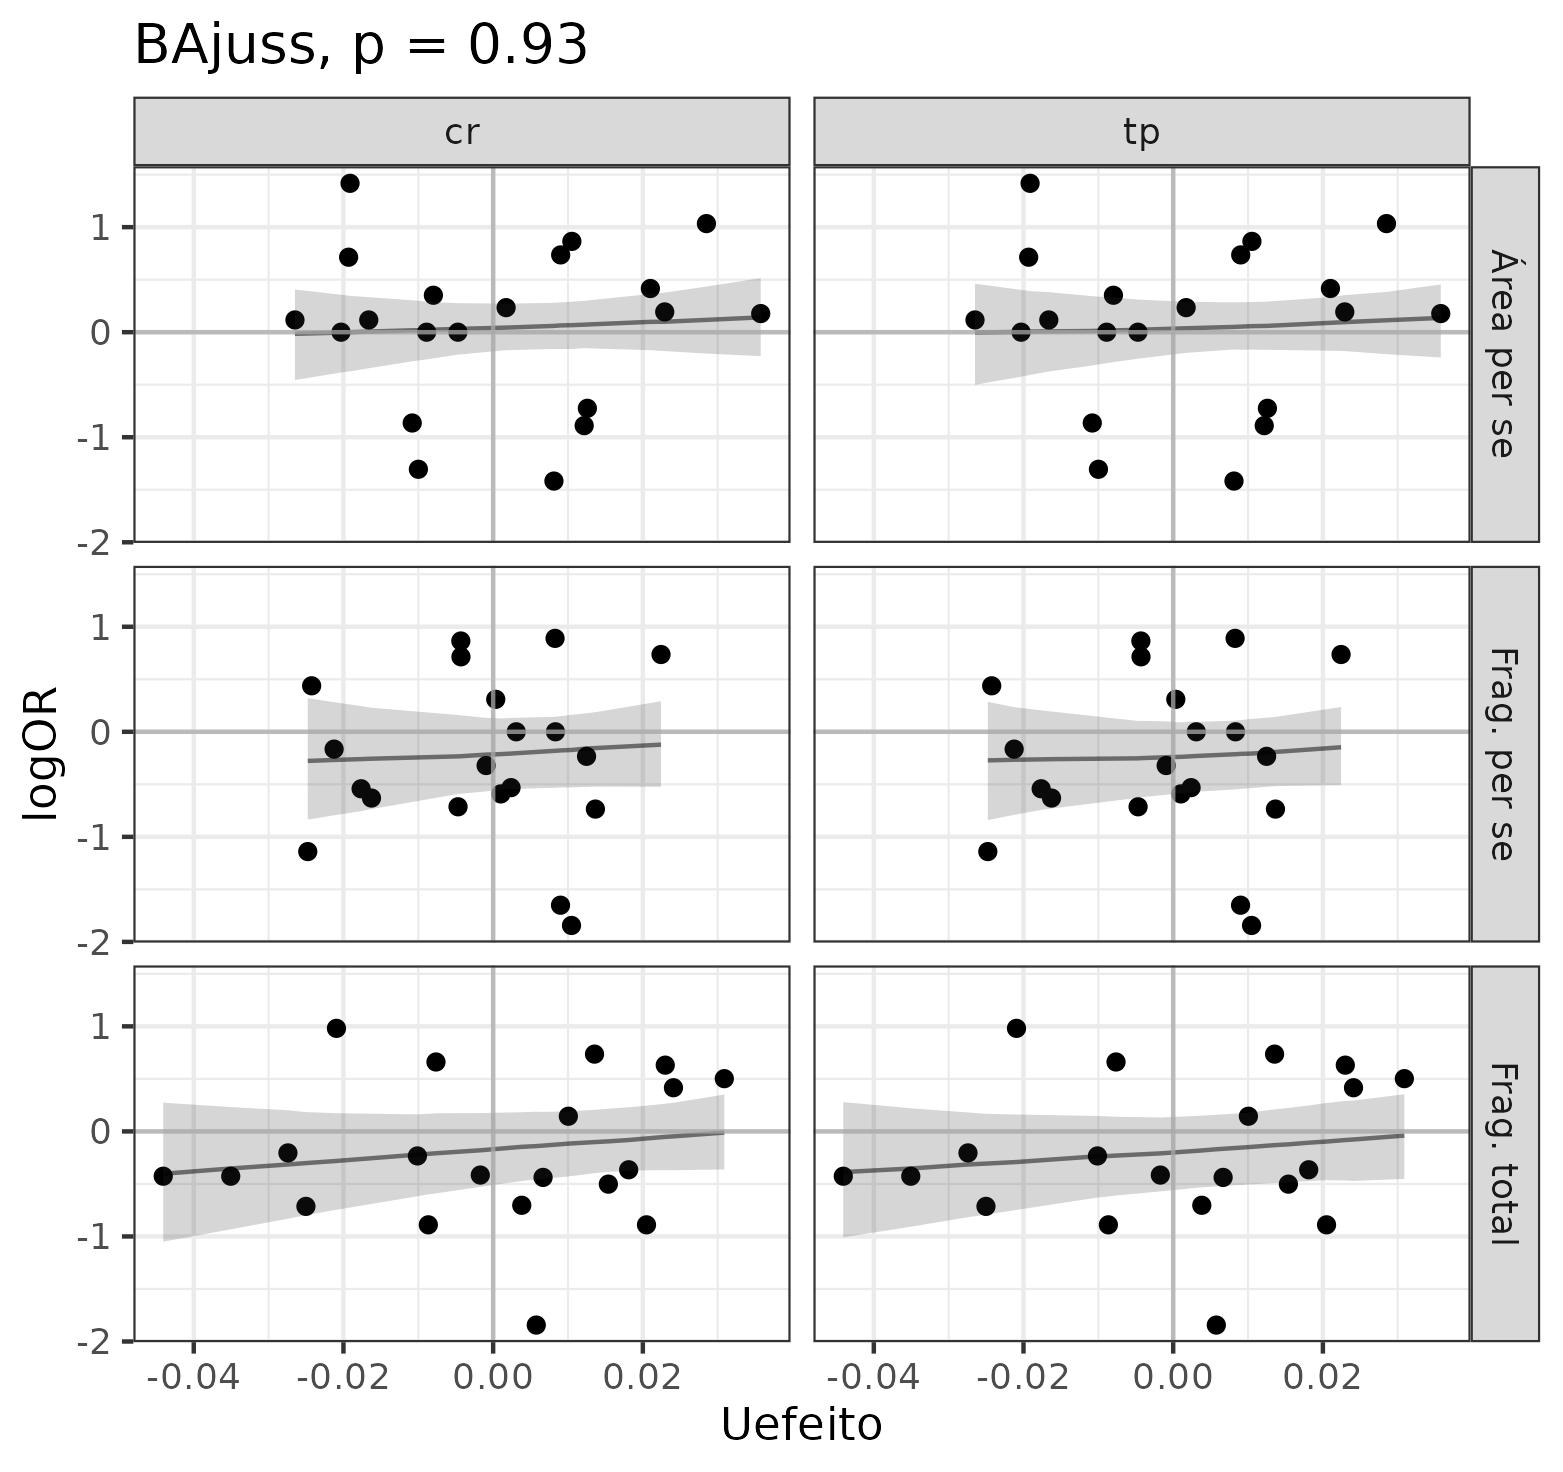 BAjuss, p = 0.93
cr
tp
1
0
-1
-2
Área per se
1
0
-1
-2
Frag. per se
1
0
-1
-2
Frag. total
logOR
-0.04 -0.02 0.00 0.02
-0.04 -0.02 0.00 0.02
Uefeito